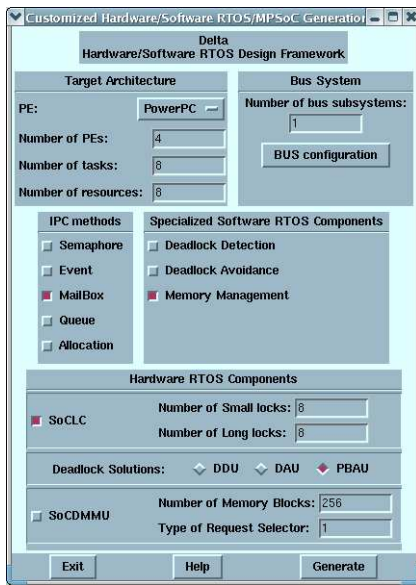 Customized Hardware/Software RTOS/MPSoC Generation
Delta
Hardware/Software RTOS Design Framework
Target Architecture
PE: PowerPC
Number of PEs: 4
Number of tasks: 8
Number of resources: 8
Bus System
Number of bus subsystems:
1
BUS configuration
IPC methods
Semaphore
Event
MailBox
Queue
Allocation
Specialized Software RTOS Components
Deadlock Detection
Deadlock Avoidance
Memory Management
Hardware RTOS Components
SoCLC
Number of Small locks: 8
Number of Long locks: 8
Deadlock Solutions: DDU DAU PBAU
SoCDMMU
Number of Memory Blocks: 256
Type of Request Selector: 1
Exit Help Generate